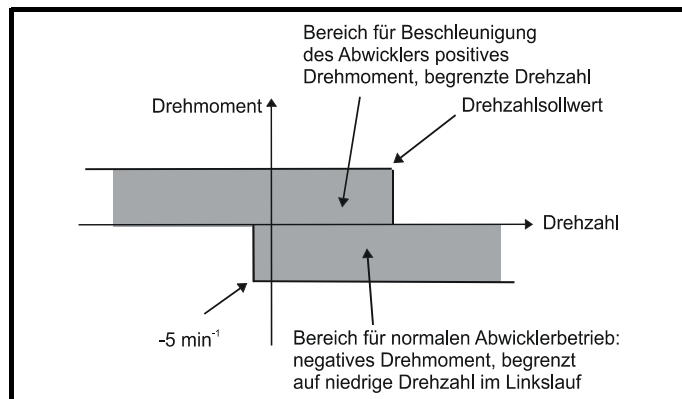 Bereich für Beschleunigung
des Abwicklers positives
Drehmoment, begrenzte Drehzahl
Drehmoment
Drehzahlsollwert
Drehzahl
-5 min⁻¹
Bereich für normalen Abwicklerbetrieb:
negatives Drehmoment, begrenzt
auf niedrige Drehzahl im Linkslauf